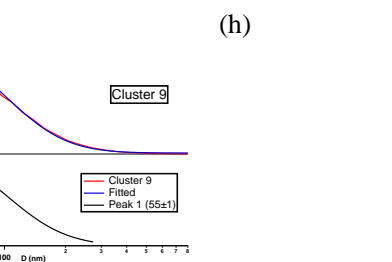 (h)
Cluster 9
Cluster 9
Fitted
Peak 1 (55±1)
100 2 3 4 5 6 7 8
D (nm)